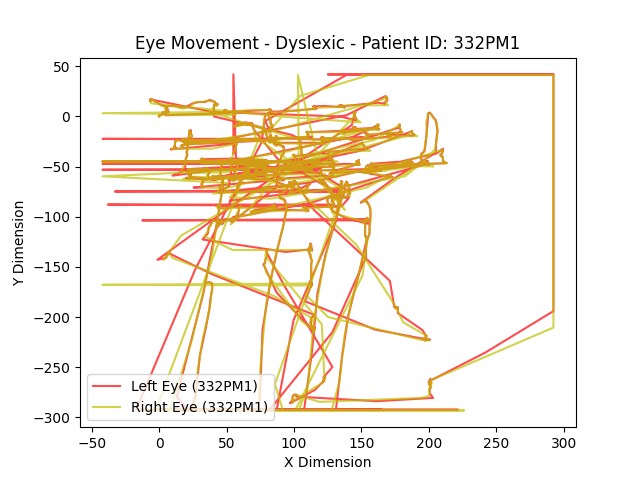 Eye Movement - Dyslexic - Patient ID: 332PM1
50
0
−50
−100
−150
−200
−250
−300
Y Dimension
Left Eye (332PM1)
Right Eye (332PM1)
−50 0 50 100 150 200 250 300
X Dimension